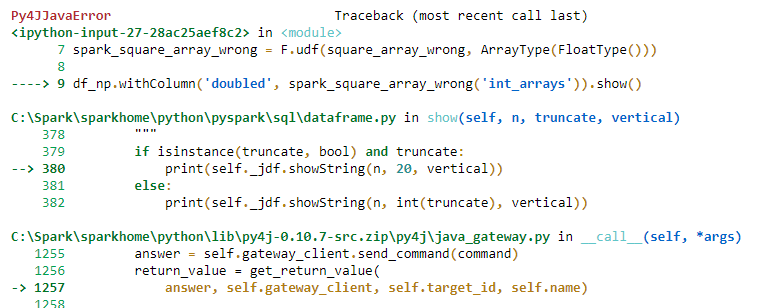 Py4JJavaError                             Traceback (most recent call last)
<ipython-input-27-28ac25aef8c2> in <module>
      7 spark_square_array_wrong = F.udf(square_array_wrong, ArrayType(FloatType()))
      8
----> 9 df_np.withColumn('doubled', spark_square_array_wrong('int_arrays')).show()
C:\Spark\sparkhome\python\pyspark\sql\dataframe.py in show(self, n, truncate, vertical)
    378         """
    379         if isinstance(truncate, bool) and truncate:
--> 380             print(self._jdf.showString(n, 20, vertical))
    381         else:
    382             print(self._jdf.showString(n, int(truncate), vertical))
C:\Spark\sparkhome\python\lib\py4j-0.10.7-src.zip\py4j\java_gateway.py in __call__(self, *args)
   1255         answer = self.gateway_client.send_command(command)
   1256         return_value = get_return_value(
-> 1257             answer, self.gateway_client, self.target_id, self.name)
   1258